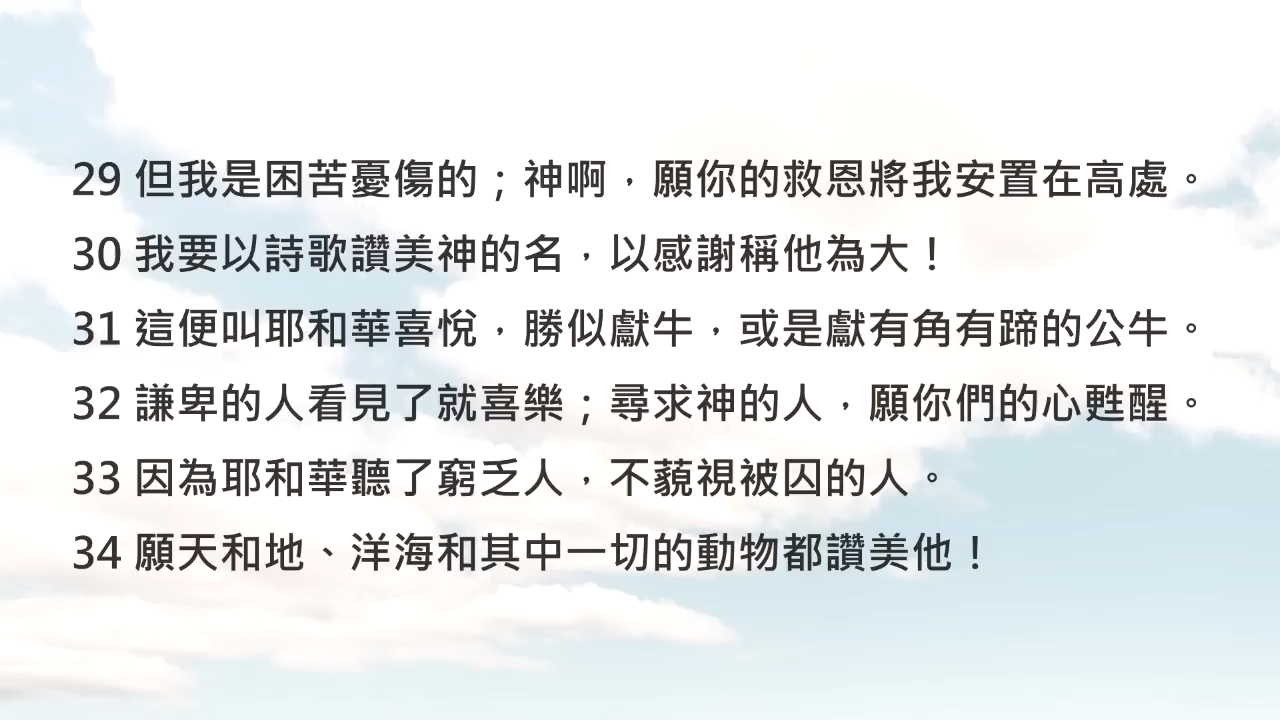 29 但我是困苦憂傷的；神啊，願你的救恩將我安置在高處。
30 我要以詩歌讚美神的名，以感謝稱他為大！
31 這便叫耶和華喜悅，勝似獻牛，或是獻有角有蹄的公牛。
32 謙卑的人看見了就喜樂；尋求神的人，願你們的心甦醒。
33 因為耶和華聽了窮乏人，不藐視被囚的人。
34 願天和地、洋海和其中一切的動物都讚美他！